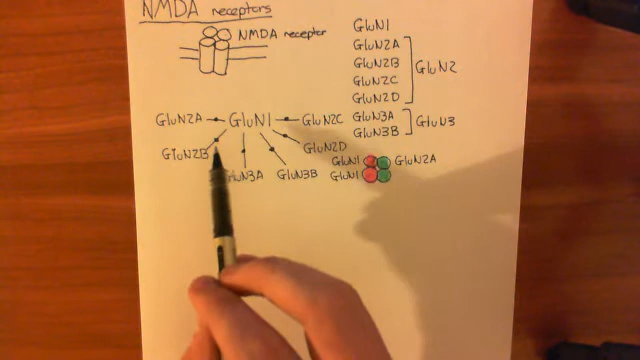 NMDA receptors
NMDA receptor
GluN1
GluN2A
GluN2B
GluN2C
GluN2D
GluN2
GluN3A
GluN3B
GluN3
GluN2A
GluN1
GluN2C
GluN2B
GluN2D
GluN3A
GluN3B
GluN1
GluN2A
GluN1